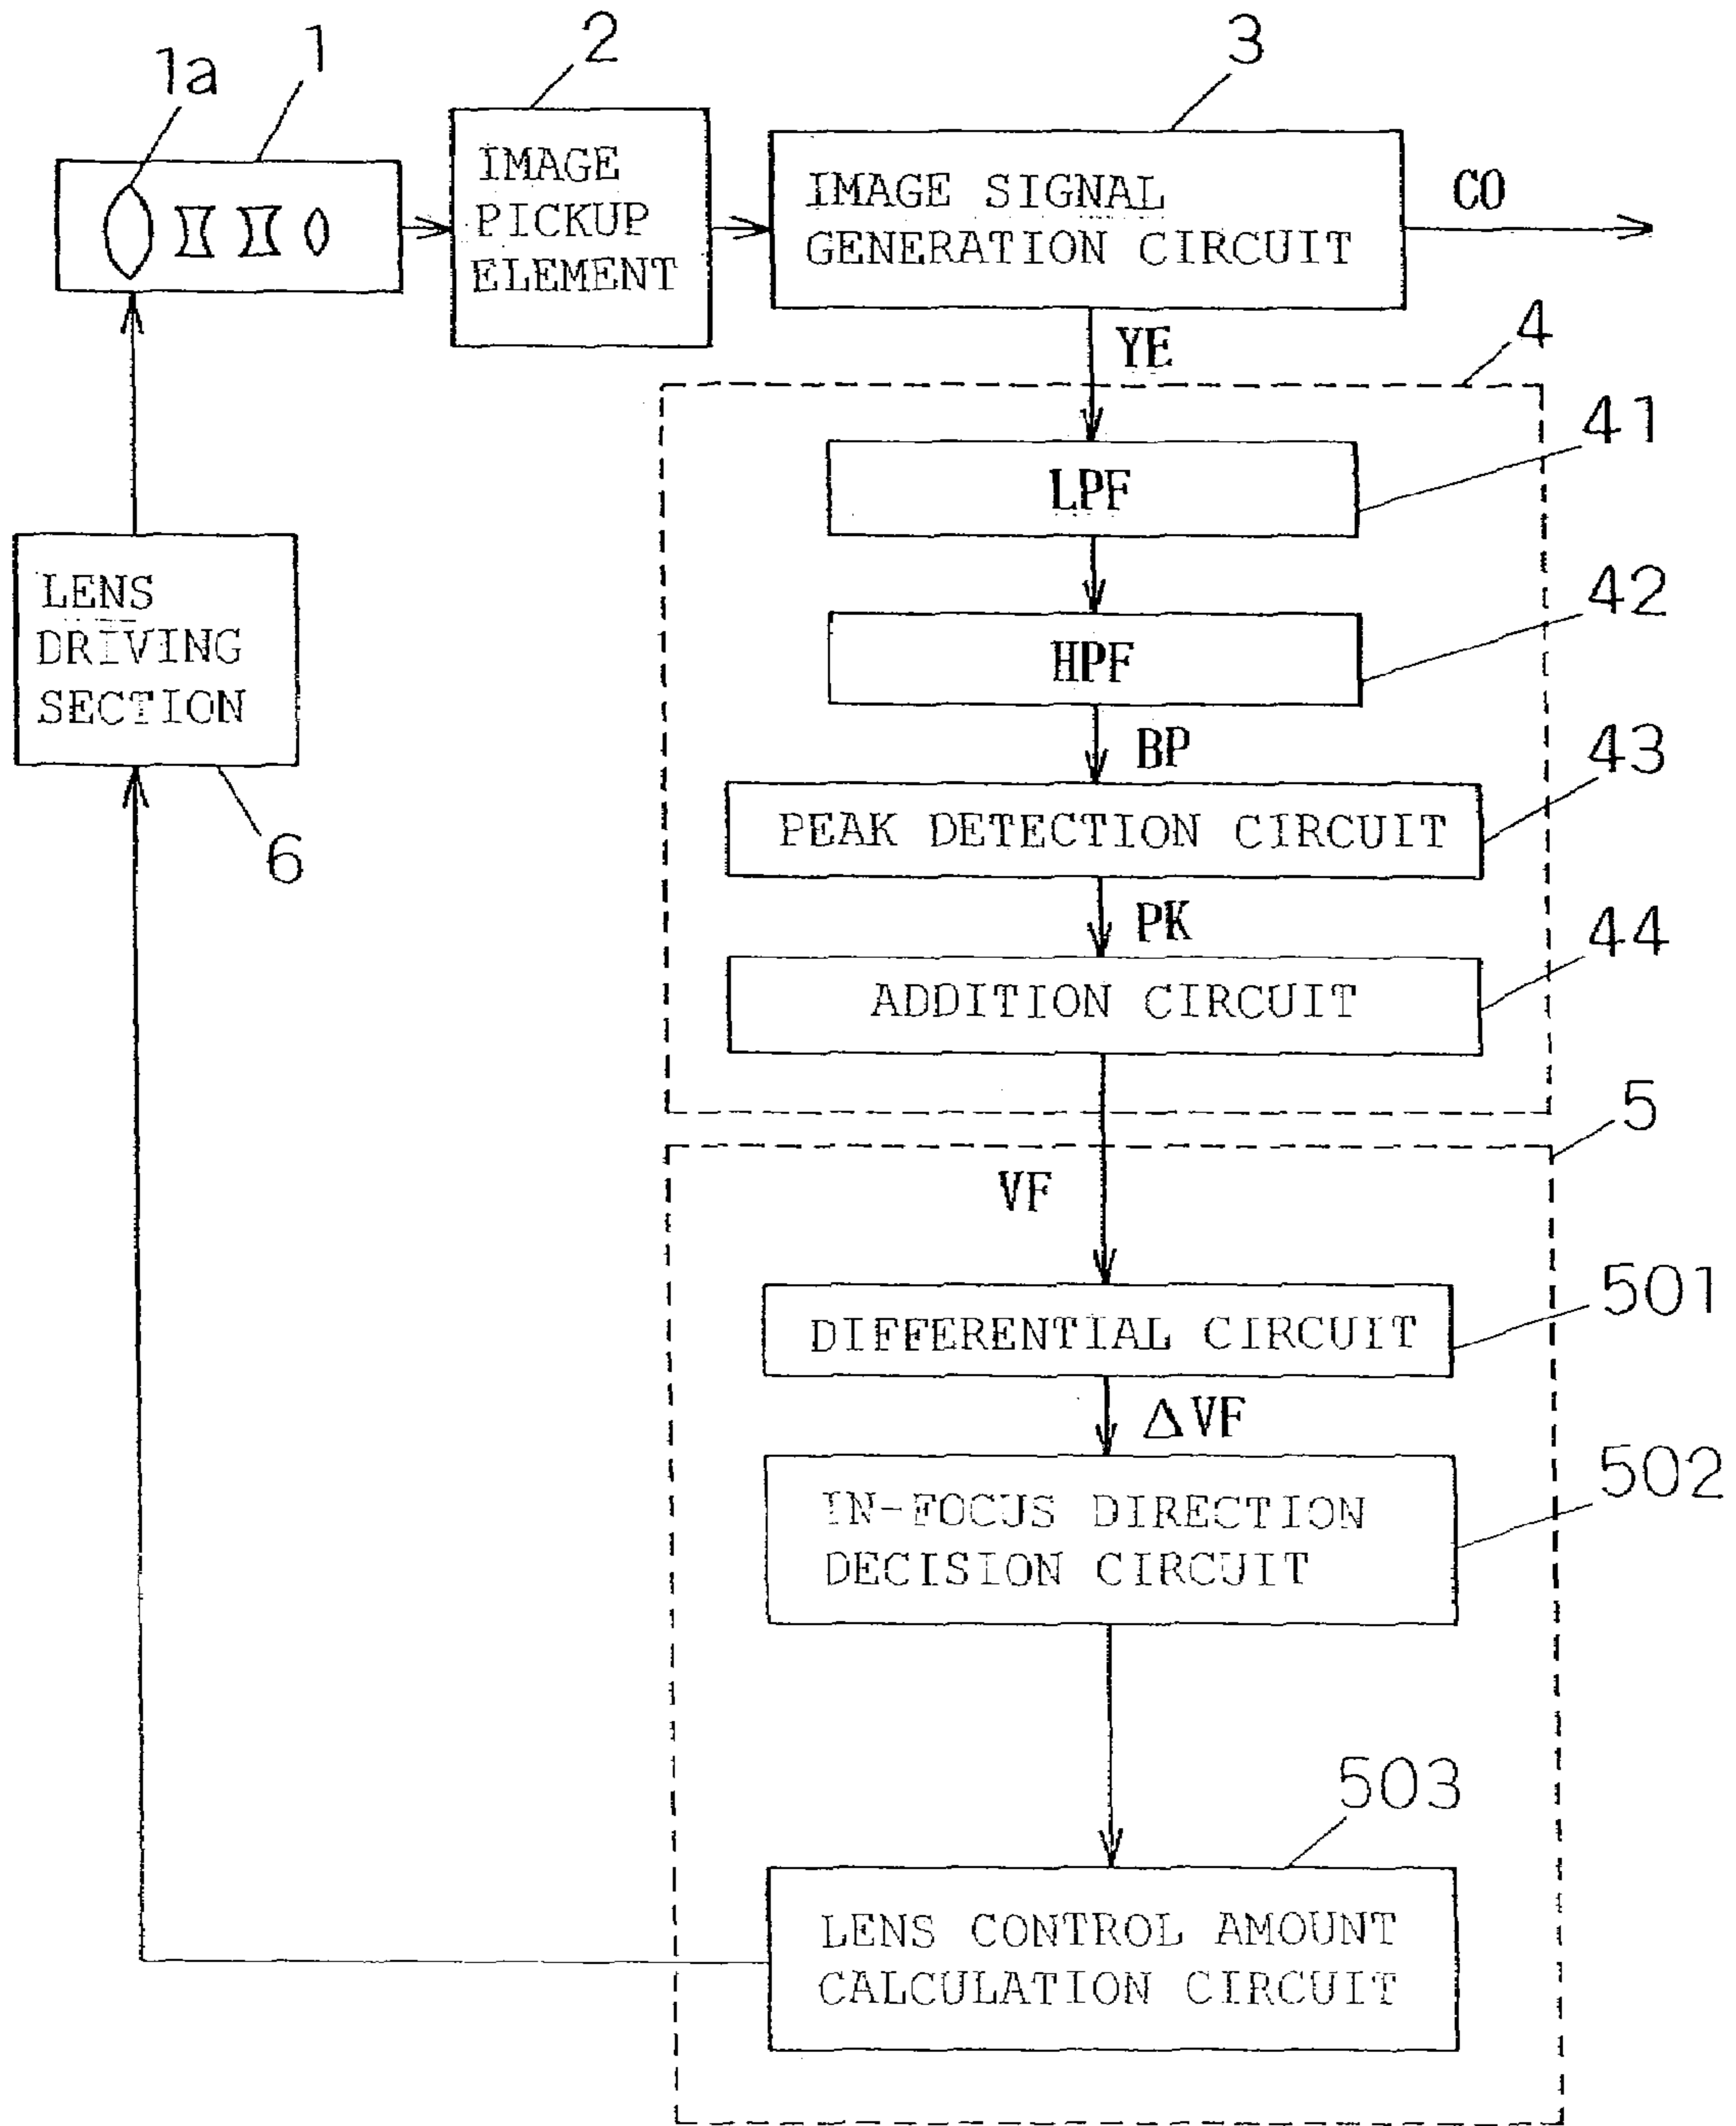 1a
1
2
3
IMAGE
PICKUP
ELEMENT
IMAGE SIGNAL
GENERATION CIRCUIT
CO
YE
4
LPF
41
HPF
42
LENS
DRIVING
SECTION
6
BP
PEAK DETECTION CIRCUIT
43
PK
ADDITION CIRCUIT
44
5
VF
DIFFERENTIAL CIRCUIT
501
ΔVF
IN-FOCUS DIRECTION
DECISION CIRCUIT
502
503
LENS CONTROL AMOUNT
CALCULATION CIRCUIT